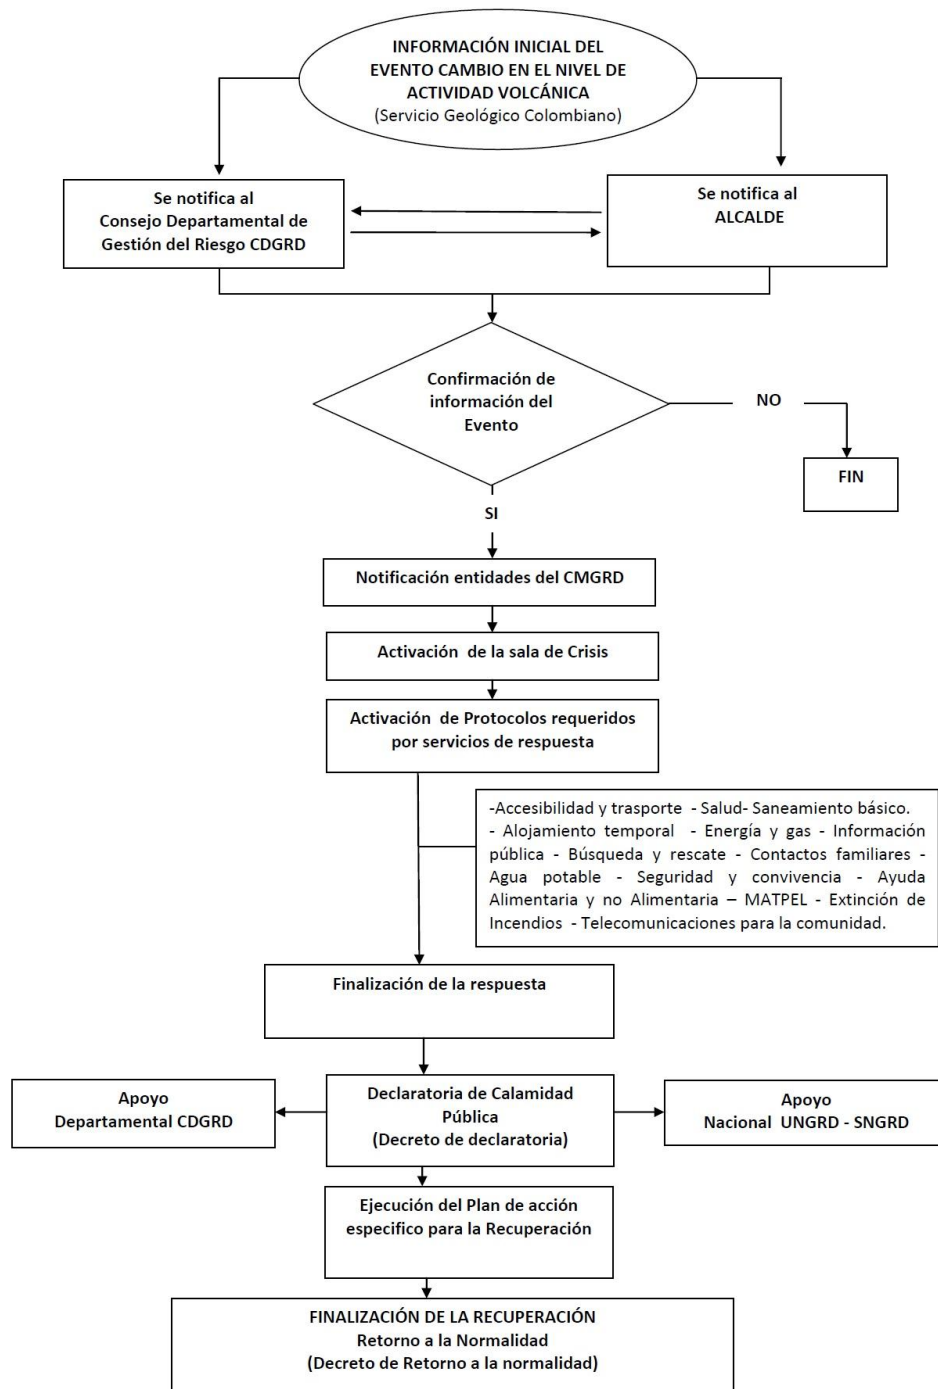 INFORMACIÓN INICIAL DEL
EVENTO CAMBIO EN EL NIVEL DE
ACTIVIDAD VOLCÁNICA
(Servicio Geológico Colombiano)
Se notifica al
Consejo Departamental de
Gestión del Riesgo CDGRD
Se notifica al
ALCALDE
Confirmación de
información del
Evento
NO
FIN
SI
Notificación entidades del CMGRD
Activación de la sala de Crisis
Activación de Protocolos requeridos
por servicios de respuesta
-Accesibilidad y trasporte - Salud- Saneamiento básico.
- Alojamiento temporal - Energía y gas - Información
pública - Búsqueda y rescate - Contactos familiares -
Agua potable - Seguridad y convivencia - Ayuda
Alimentaria y no Alimentaria – MATPEL - Extinción de
Incendios - Telecomunicaciones para la comunidad.
Finalización de la respuesta
Apoyo
Departamental CDGRD
Declaratoria de Calamidad
Pública
(Decreto de declaratoria)
Apoyo
Nacional UNGRD - SNGRD
Ejecución del Plan de acción
especifico para la Recuperación
FINALIZACIÓN DE LA RECUPERACIÓN
Retorno a la Normalidad
(Decreto de Retorno a la normalidad)